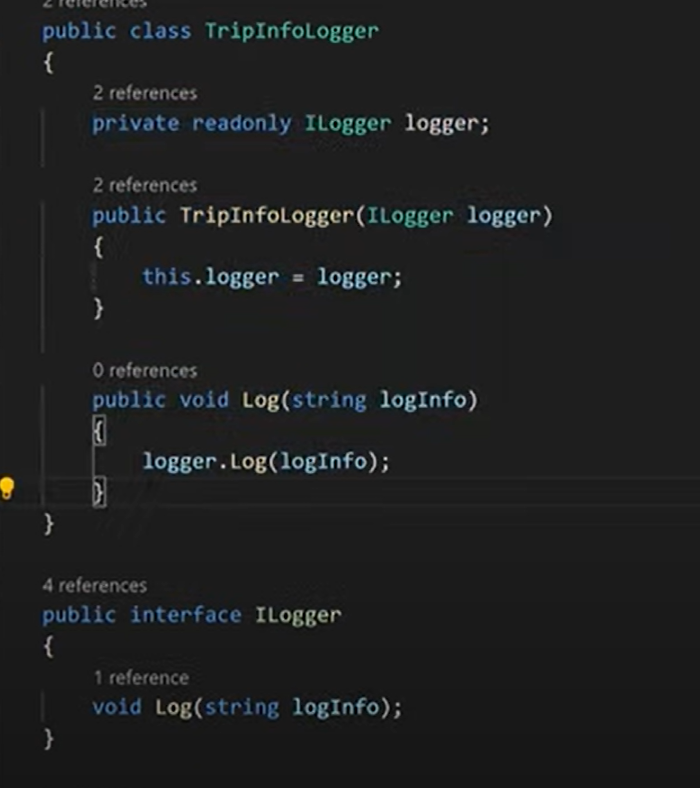 2 references
public class TripInfoLogger
{
2 references
private readonly ILogger logger;
2 references
public TripInfoLogger(ILogger logger)
{
this.logger = logger;
}
0 references
public void Log(string logInfo)
{
logger.Log(logInfo);
}
}
4 references
public interface ILogger
{
1 reference
void Log(string logInfo);
}